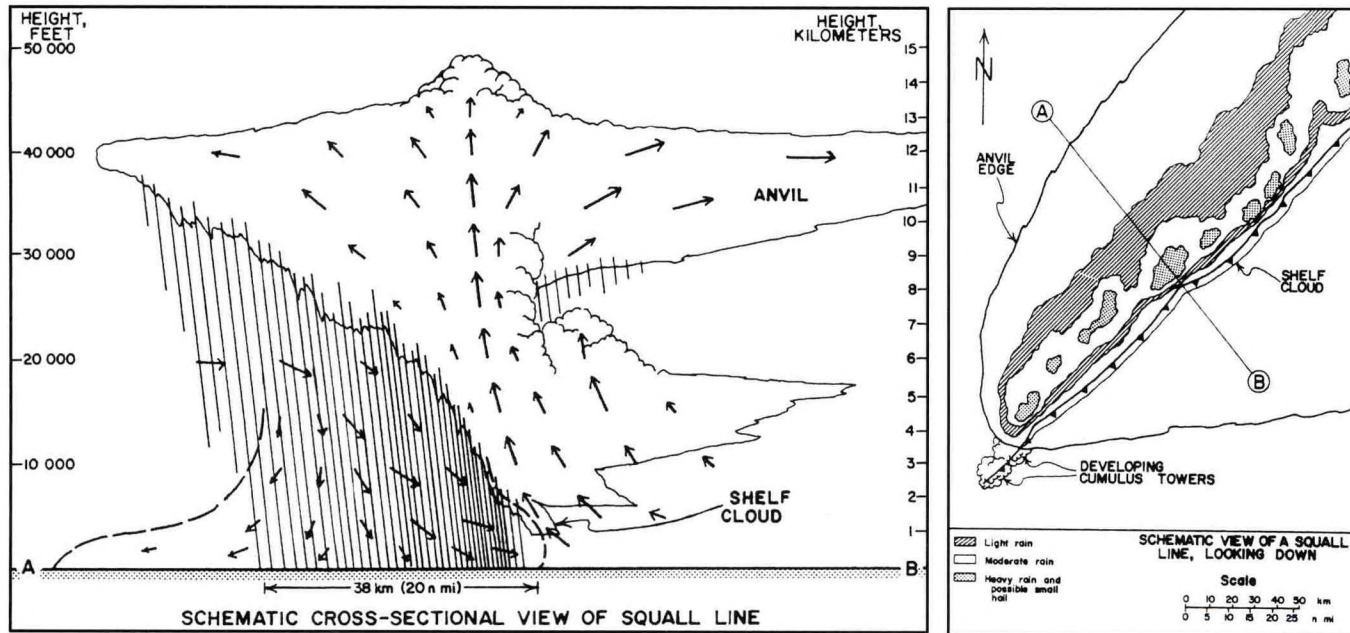 HEIGHT,
FEET
50 000
40 000
30 000
20 000
10 000
A
HEIGHT,
KILOMETERS
15
14
13
12
11
10
9
8
7
6
5
4
3
2
1
B
ANVIL
SHELF
CLOUD
38 km (20 n mi)
SCHEMATIC CROSS-SECTIONAL VIEW OF SQUALL LINE
N
A
ANVIL
EDGE
SHELF
CLOUD
B
DEVELOPING
CUMULUS TOWERS
Light rain
Moderate rain
Heavy rain and
possible small
hail
SCHEMATIC VIEW OF A SQUALL
LINE, LOOKING DOWN
Scale
0 10 20 30 40 50 km
0 5 10 15 20 25 n mi